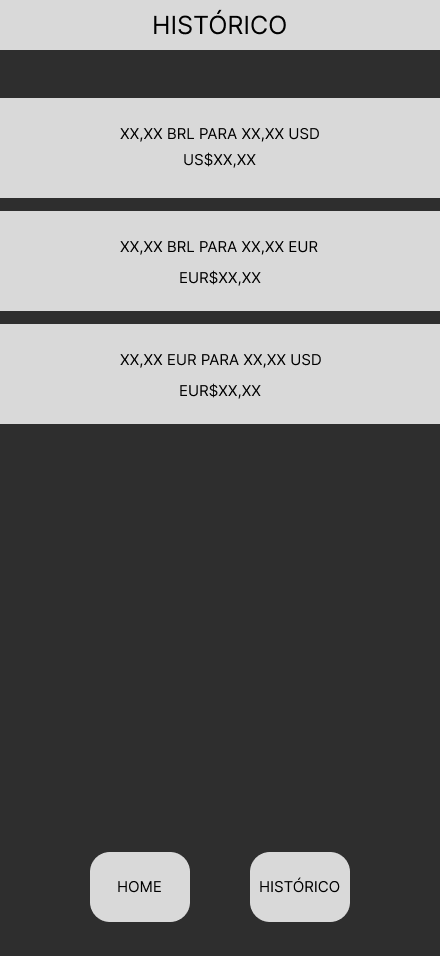 HISTÓRICO
XX,XX BRL PARA XX,XX USD
US$XX,XX
XX,XX BRL PARA XX,XX EUR
EUR$XX,XX
XX,XX EUR PARA XX,XX USD
EUR$XX,XX
HOME
HISTÓRICO